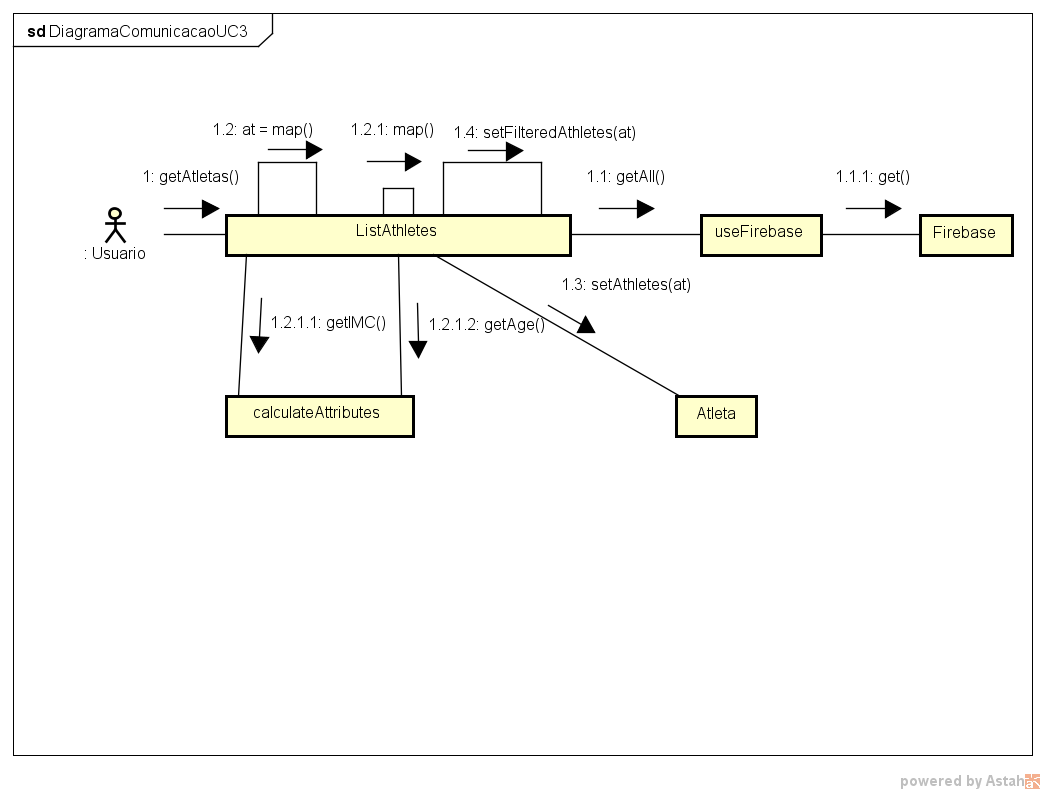 sd DiagramaComunicacaoUC3
1.2: at = map()
1.2.1: map()
1.4: setFilteredAthletes(at)
1: getAtletas()
1.1: getAll()
1.1.1: get()
: Usuario
ListAthletes
useFirebase
Firebase
1.3: setAthletes(at)
1.2.1.1: getIMC()
1.2.1.2: getAge()
calculateAttributes
Atleta
powered by Astah